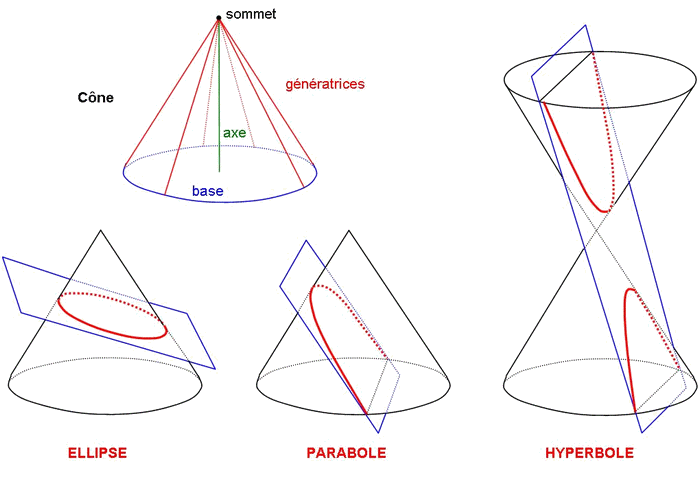 sommet
génératrices
Cône
axe
base
ELLIPSE
PARABOLE
HYPERBOLE